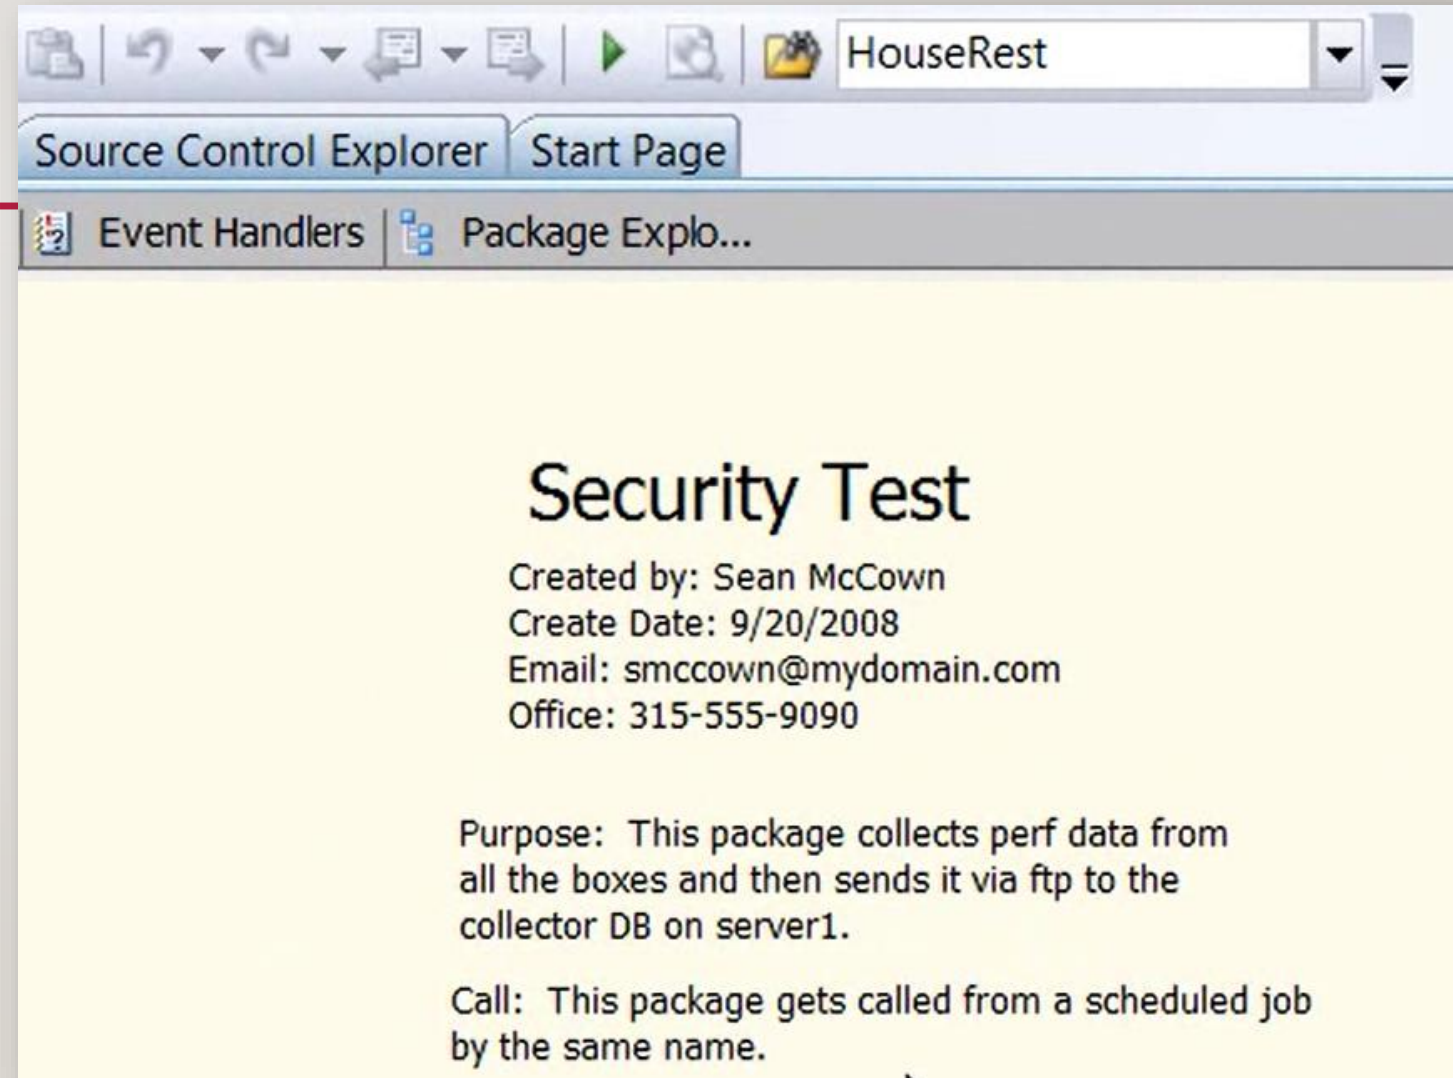 HouseRest
Source Control Explorer Start Page
Event Handlers Package Explo...
Security Test
Created by: Sean McCown
Create Date: 9/20/2008
Email: smccown@mydomain.com
Office: 315-555-9090
Purpose: This package collects perf data from
all the boxes and then sends it via ftp to the
collector DB on server1.
Call: This package gets called from a scheduled job
by the same name.